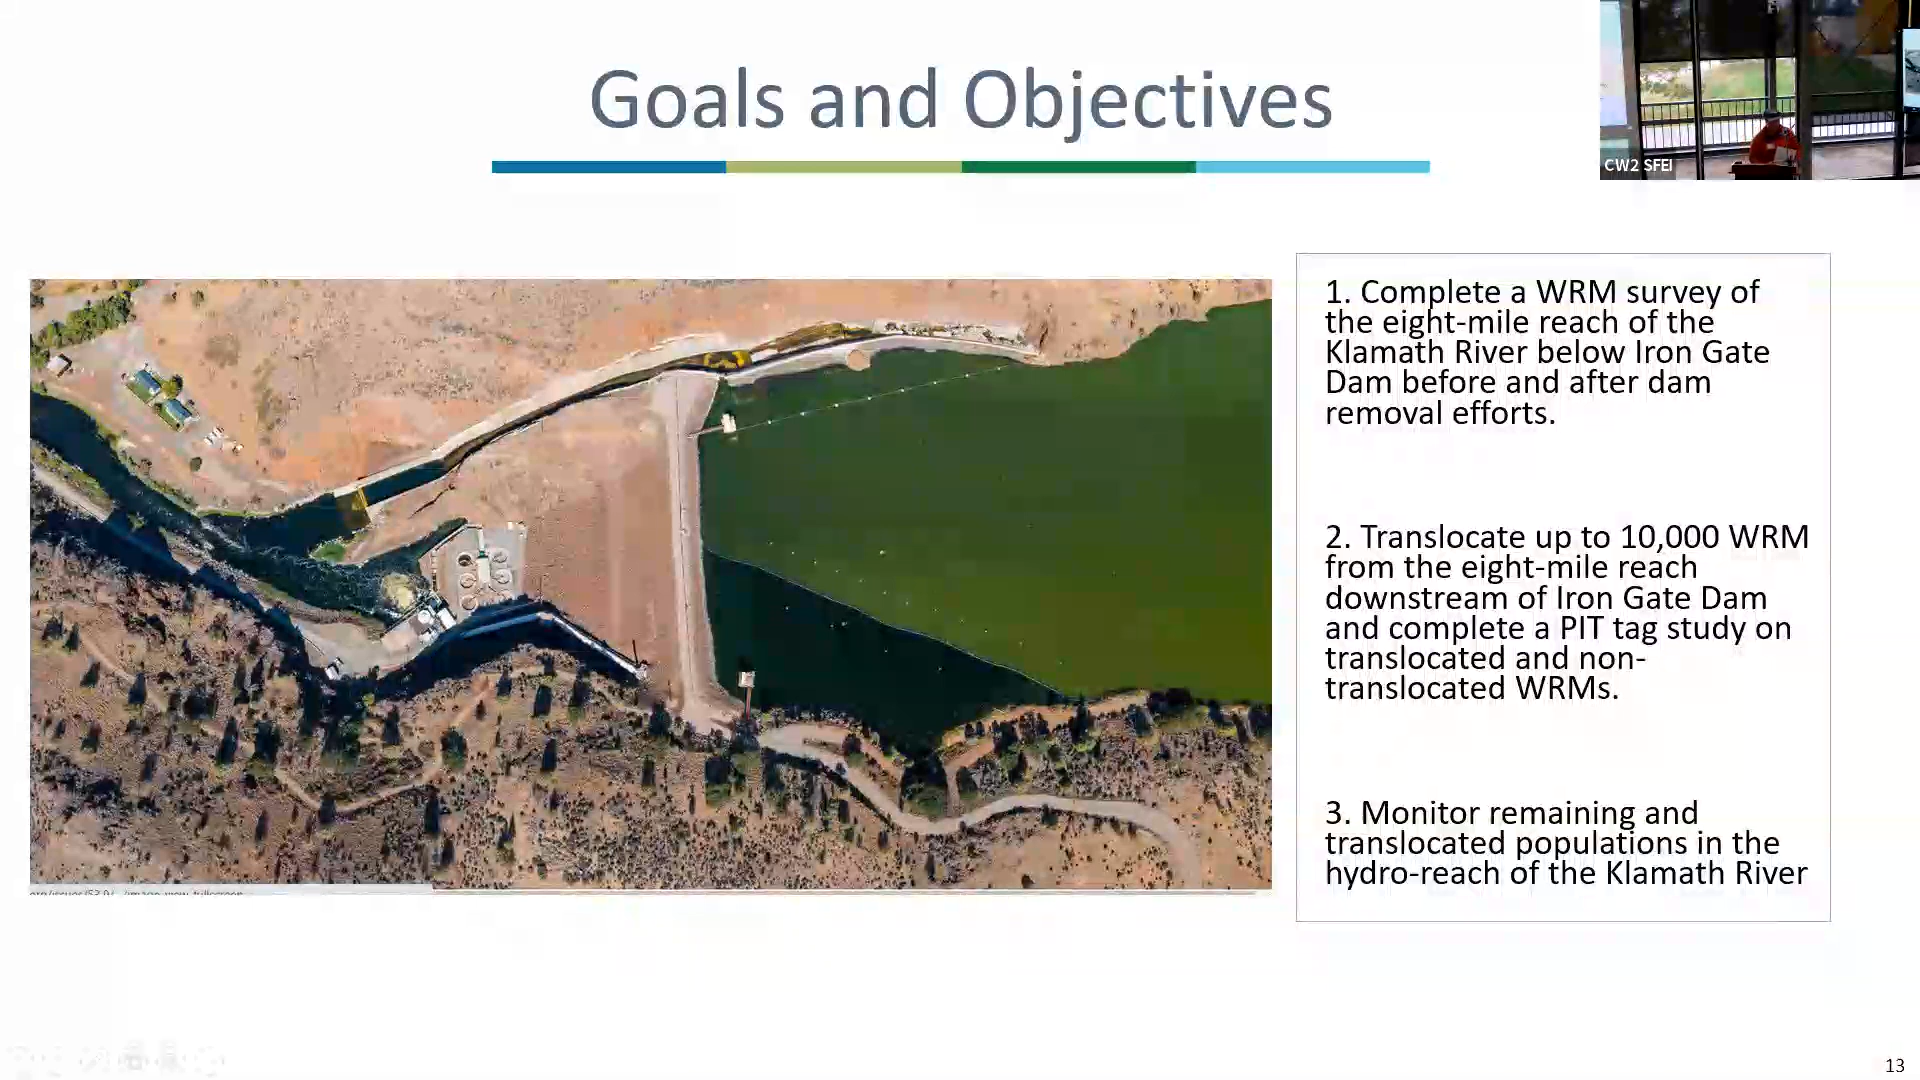 Goals and Objectives
CW2 SFEI
1. Complete a WRM survey of
the eight-mile reach of the
Klamath River below Iron Gate
Dam before and after dam
removal efforts.
2. Translocate up to 10,000 WRM
from the eight-mile reach
downstream of Iron Gate Dam
and complete a PIT tag study on
translocated and non-
translocated WRMs.
3. Monitor remaining and
translocated populations in the
hydro-reach of the Klamath River
13